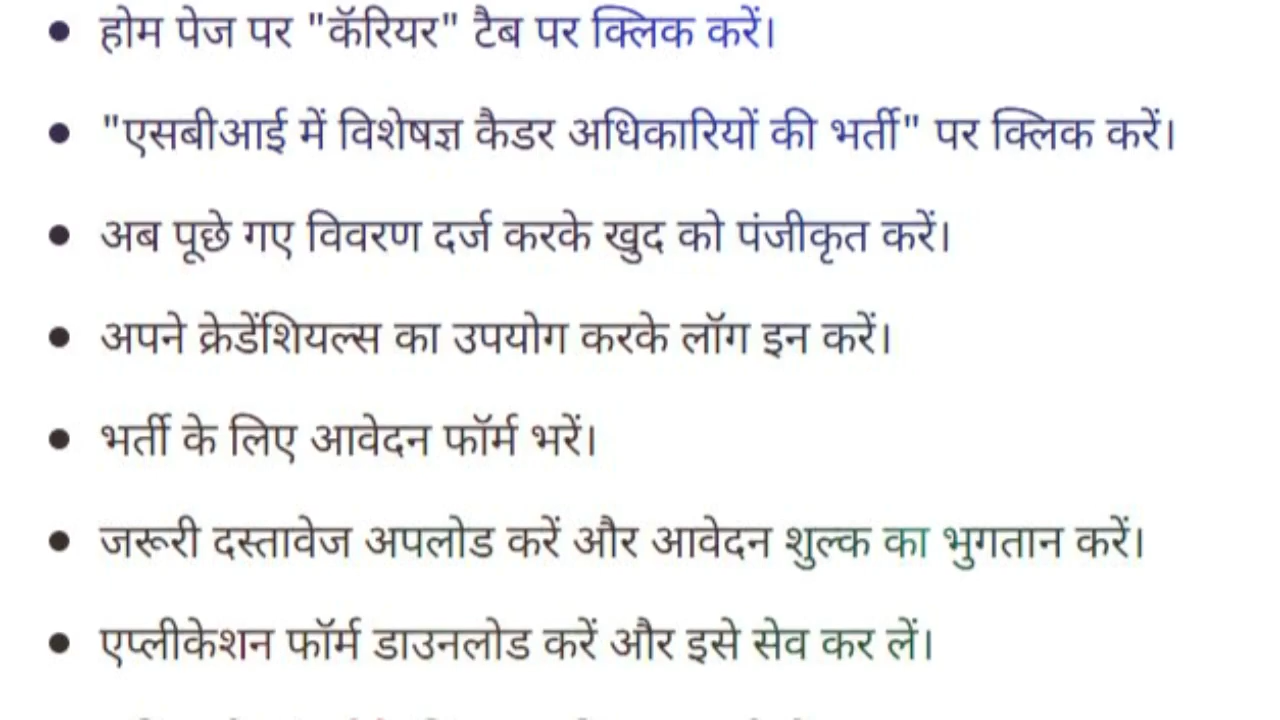 • होम पेज पर "कॅरियर" टैब पर क्लिक करें।
• "एसबीआई में विशेषज्ञ कैडर अधिकारियों की भर्ती" पर क्लिक करें।
• अब पूछे गए विवरण दर्ज करके खुद को पंजीकृत करें।
• अपने क्रेडेंशियल्स का उपयोग करके लॉग इन करें।
• भर्ती के लिए आवेदन फॉर्म भरें।
• जरूरी दस्तावेज अपलोड करें और आवेदन शुल्क का भुगतान करें।
• एप्लीकेशन फॉर्म डाउनलोड करें और इसे सेव कर लें।